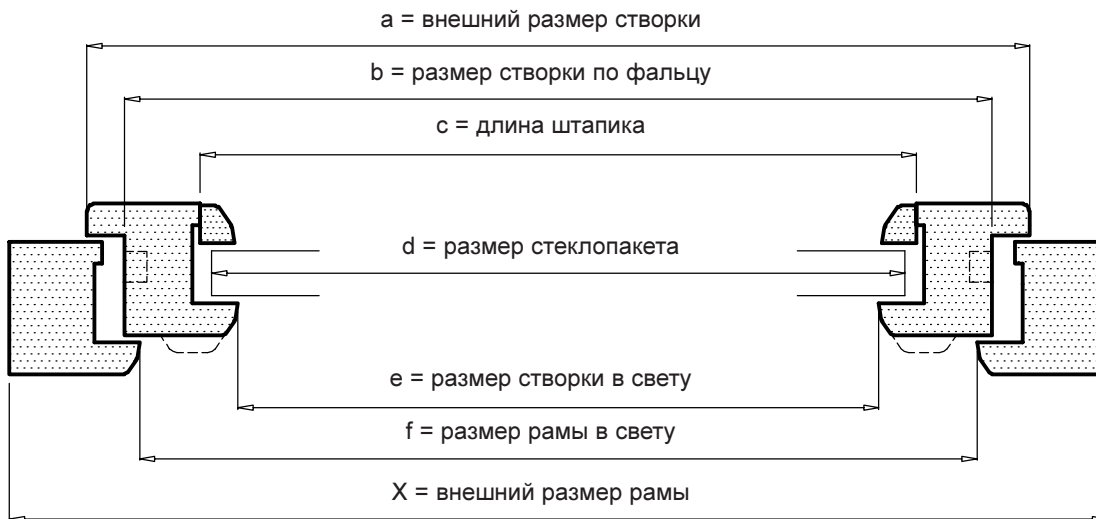 a = внешний размер створки
b = размер створки по фальцу
c = длина штапика
d = размер стеклопакета
e = размер створки в свету
f = размер рамы в свету
X = внешний размер рамы